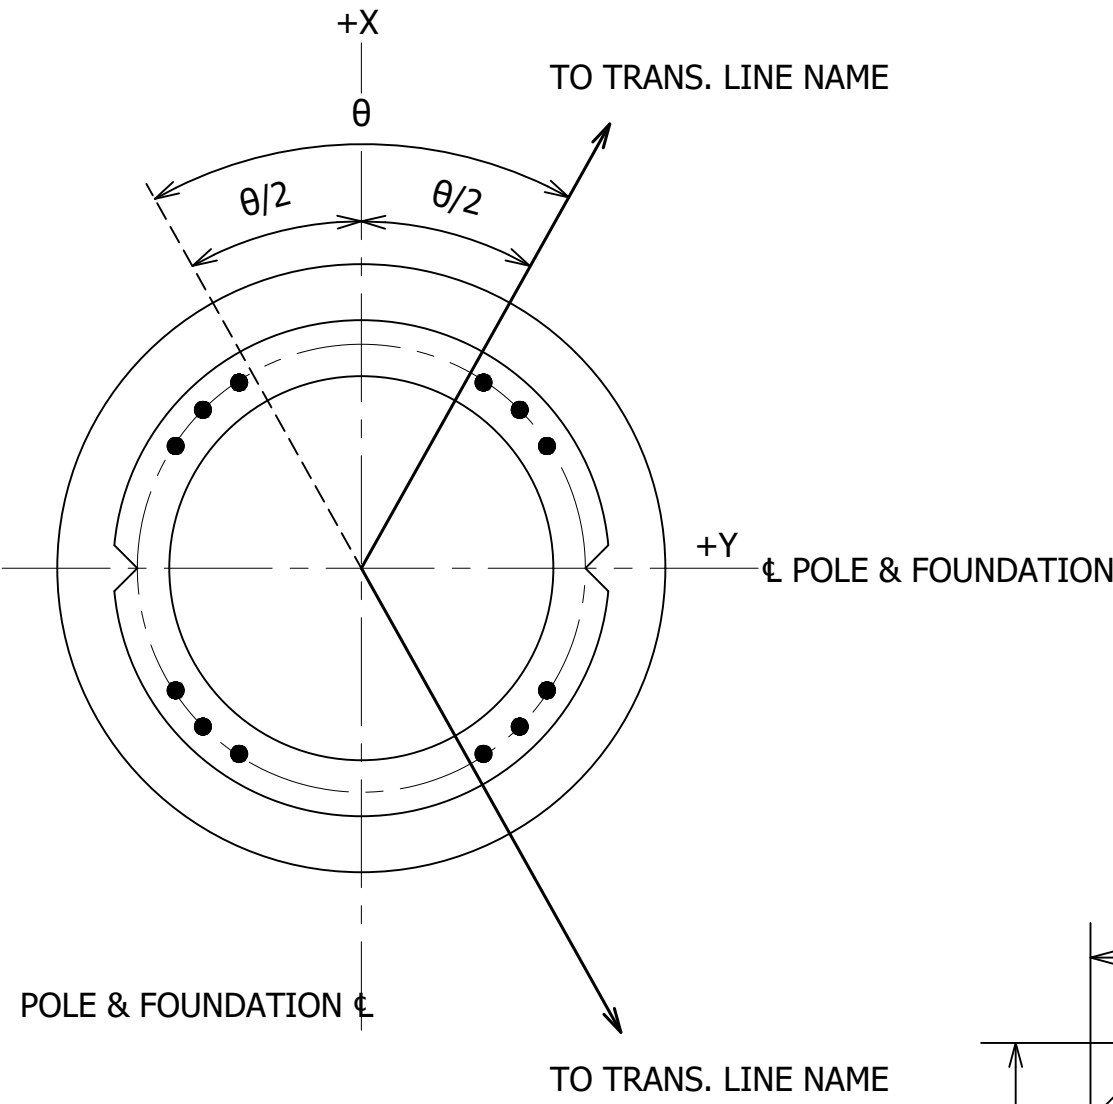 +X
TO TRANS. LINE NAME
θ
θ/2
θ/2
+Y
℄ POLE & FOUNDATION
POLE & FOUNDATION ℄
TO TRANS. LINE NAME